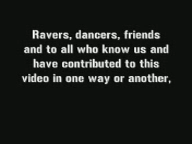 Ravers, dancers, friends
and to all who know us and
have contributed to this
video in one way or another,